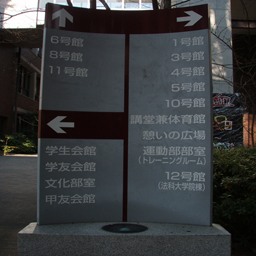 6号館
8号館
11号館
学生会館
学友会館
文化部室
甲友会館
1号館
3号館
4号館
5号館
10号館
講堂兼体育館
憩いの広場
運動部部室
(トレーニングルーム)
12号館
(法科大学院棟)